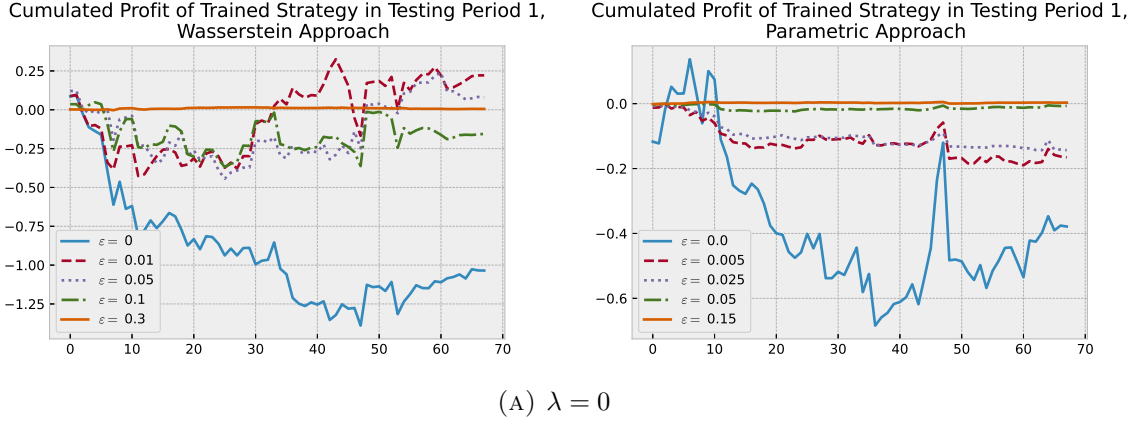 Cumulated Profit of Trained Strategy in Testing Period 1,
Wasserstein Approach
0.25
0.00
−0.25
−0.50
−0.75
−1.00
−1.25
ε = 0
ε = 0.01
ε = 0.05
ε = 0.1
ε = 0.3
0 10 20 30 40 50 60 70
Cumulated Profit of Trained Strategy in Testing Period 1,
Parametric Approach
0.0
−0.2
−0.4
−0.6
ε = 0.0
ε = 0.005
ε = 0.025
ε = 0.05
ε = 0.15
0 10 20 30 40 50 60 70
(A) λ = 0